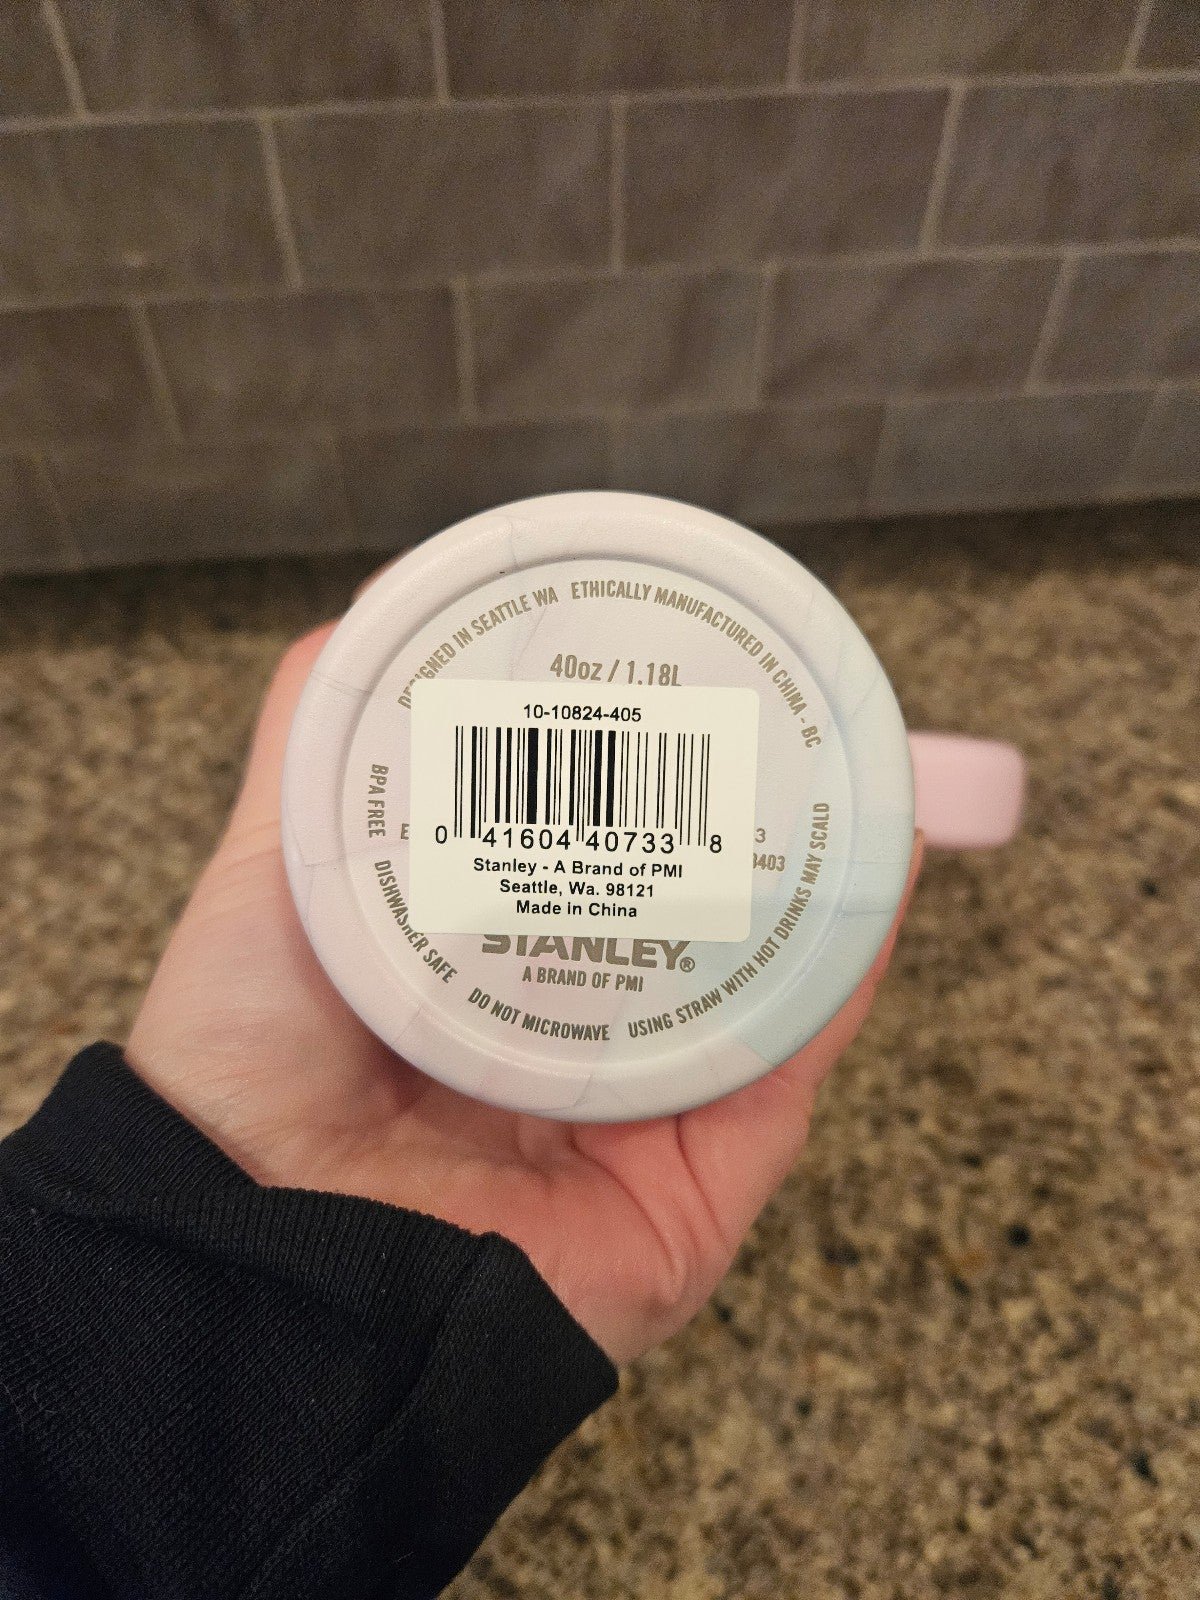 DESIGNED IN SEATTLE WA
ETHICALLY MANUFACTURED IN CHINA - BC
40oz / 1.18L
10-10824-405
0 41604 40733 8
Stanley - A Brand of PMI
Seattle, Wa. 98121
Made in China
STANLEY®
A BRAND OF PMI
BPA FREE
DISHWASHER SAFE
DO NOT MICROWAVE
USING STRAW WITH HOT DRINKS MAY SCALD